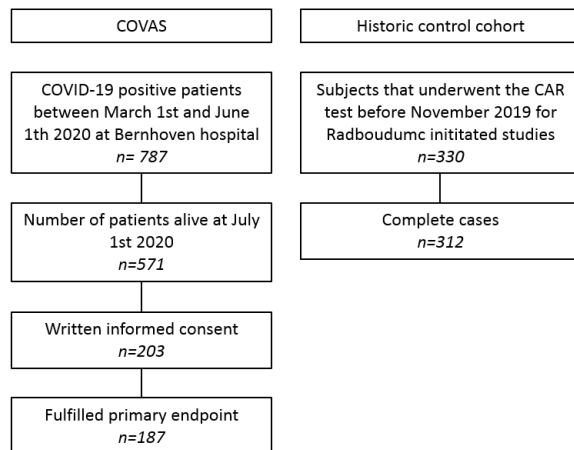 COVAS
COVID-19 positive patients
between March 1st and June
1th 2020 at Bernhoven hospital
n= 787
Number of patients alive at July
1st 2020
n=571
Written informed consent
n=203
Fulfilled primary endpoint
n=187
Historic control cohort
Subjects that underwent the CAR
test before November 2019 for
Radboudumc inititated studies
n=330
Complete cases
n=312